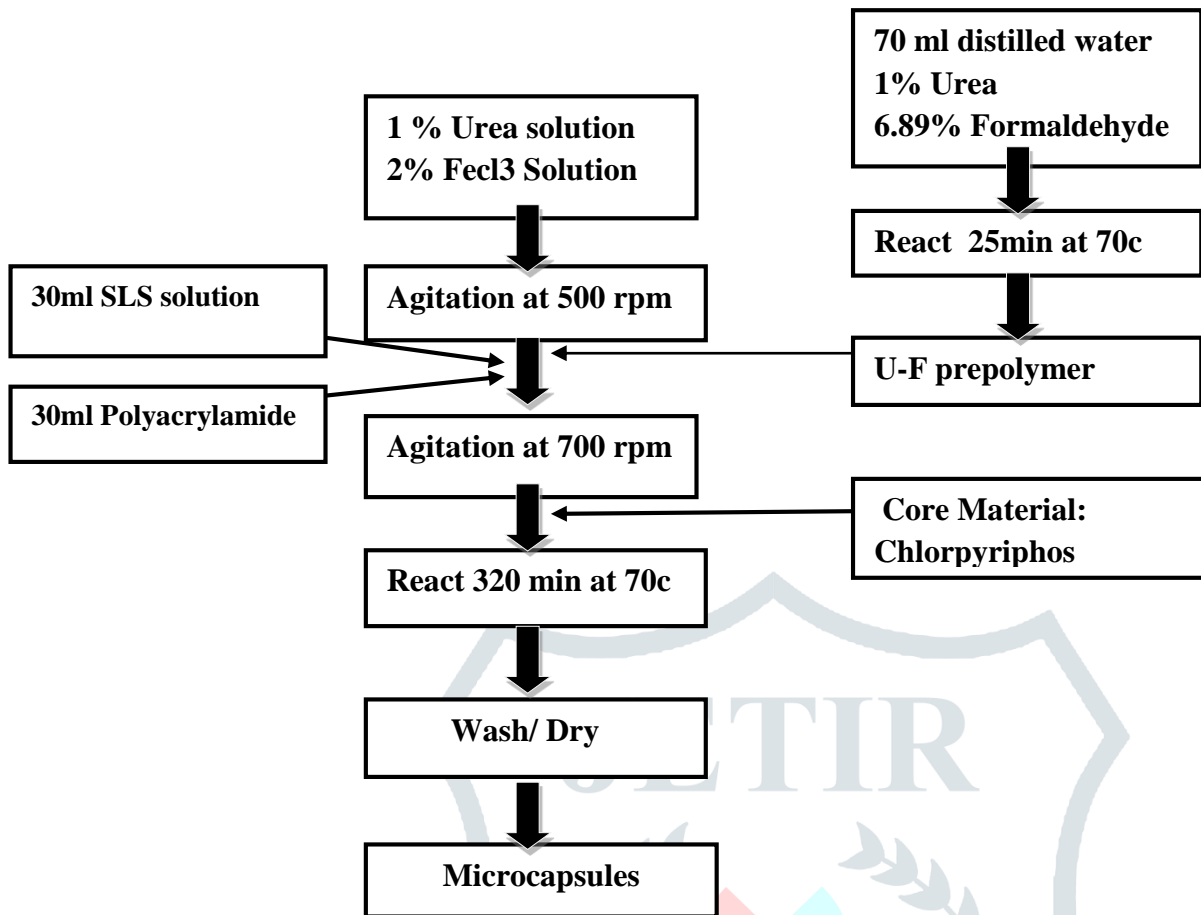 70 ml distilled water
1% Urea
6.89% Formaldehyde
1 % Urea solution
2% Fecl3 Solution
React 25min at 70c
30ml SLS solution
Agitation at 500 rpm
U-F prepolymer
30ml Polyacrylamide
Agitation at 700 rpm
Core Material:
Chlorpyriphos
React 320 min at 70c
Wash/ Dry
JETIR
Microcapsules